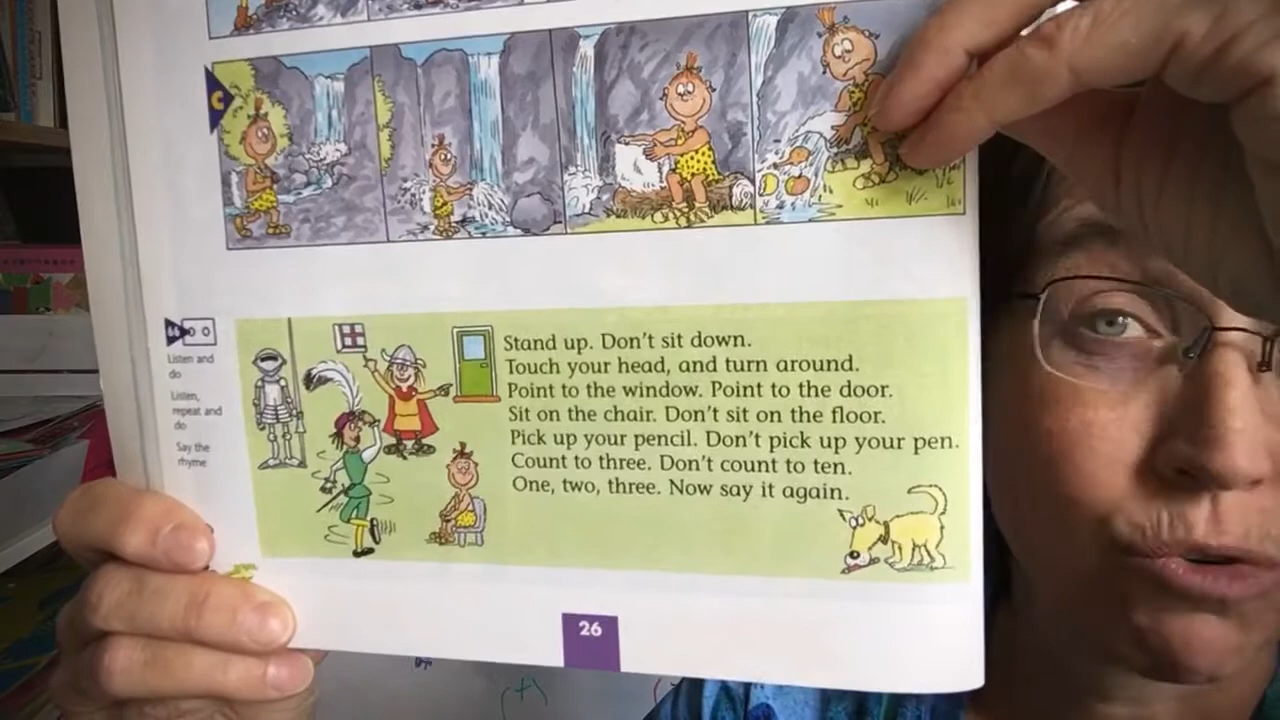 C
Listen and
do
Listen,
repeat and
do
Say the
rhyme
Stand up. Don't sit down.
Touch your head, and turn around.
Point to the window. Point to the door.
Sit on the chair. Don't sit on the floor.
Pick up your pencil. Don't pick up your pen.
Count to three. Don't count to ten.
One, two, three. Now say it again.
26
(+)